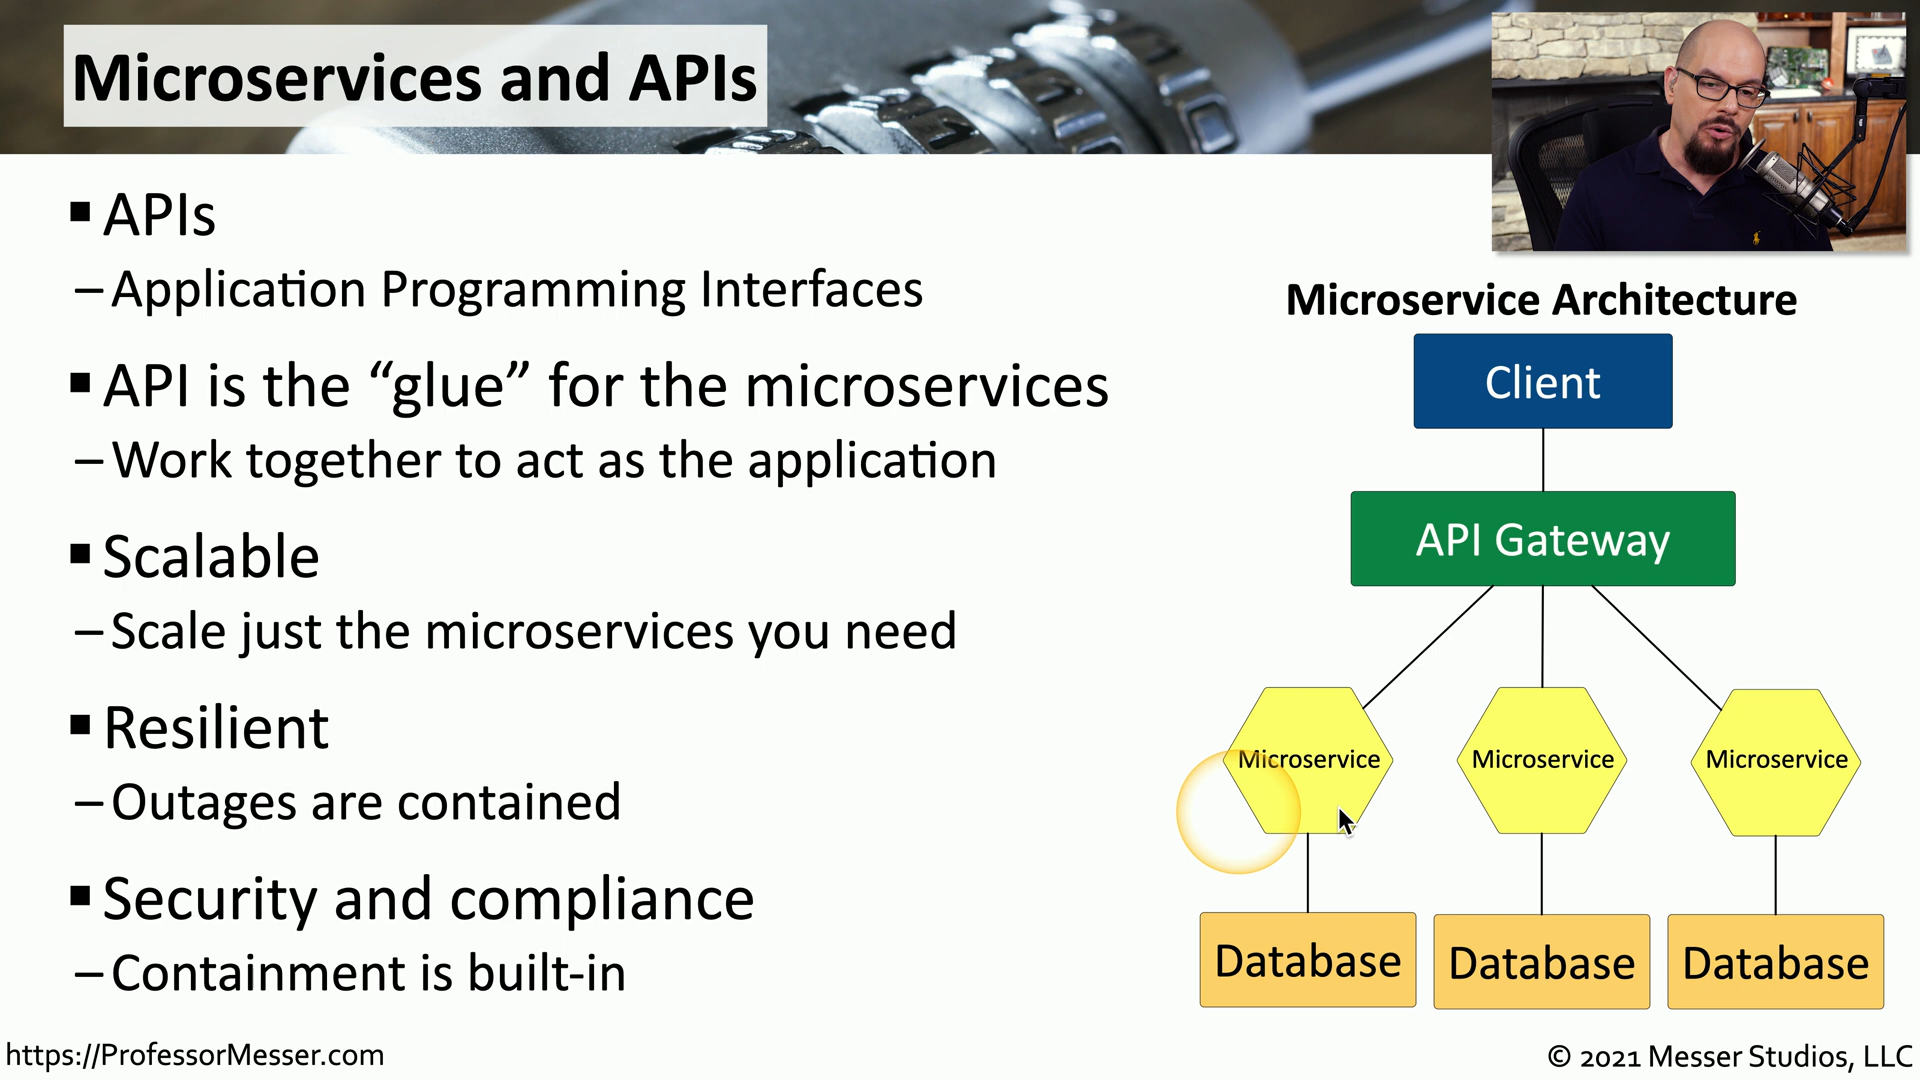 Microservices and APIs
▪ APIs
– Application Programming Interfaces
▪ API is the “glue” for the microservices
– Work together to act as the application
▪ Scalable
– Scale just the microservices you need
▪ Resilient
– Outages are contained
▪ Security and compliance
– Containment is built-in
Microservice Architecture
Client
API Gateway
Microservice
Microservice
Microservice
Database
Database
Database
https://ProfessorMesser.com
© 2021 Messer Studios, LLC